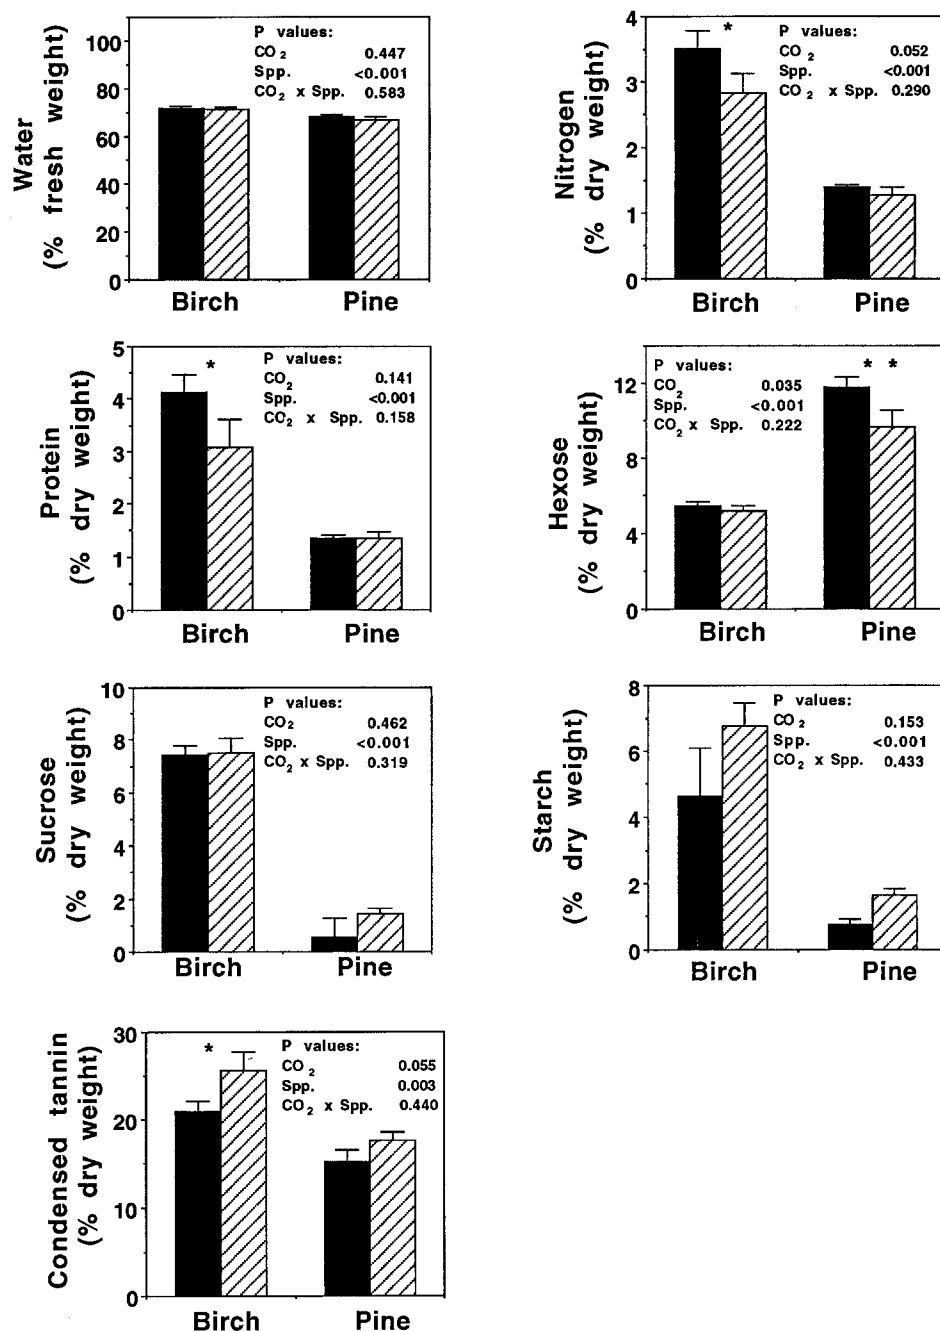 Water
(% fresh weight)
100
80
60
40
20
0
P values:
CO2 0.447
Spp. <0.001
CO2 x Spp. 0.583
Birch Pine
Nitrogen
(% dry weight)
4
3
2
1
0
*
P values:
CO2 0.052
Spp. <0.001
CO2 x Spp. 0.290
Birch Pine
Protein
(% dry weight)
5
4
3
2
1
0
*
P values:
CO2 0.141
Spp. <0.001
CO2 x Spp. 0.158
Birch Pine
Hexose
(% dry weight)
12
8
4
0
P values:
CO2 0.035
Spp. <0.001
CO2 x Spp. 0.222
* *
Birch Pine
Sucrose
(% dry weight)
10
8
6
4
2
0
P values:
CO2 0.462
Spp. <0.001
CO2 x Spp. 0.319
Birch Pine
Starch
(% dry weight)
8
6
4
2
0
P values:
CO2 0.153
Spp. <0.001
CO2 x Spp. 0.433
Birch Pine
Condensed tannin
(% dry weight)
30
20
10
0
*
P values:
CO2 0.055
Spp. 0.003
CO2 x Spp. 0.440
Birch Pine